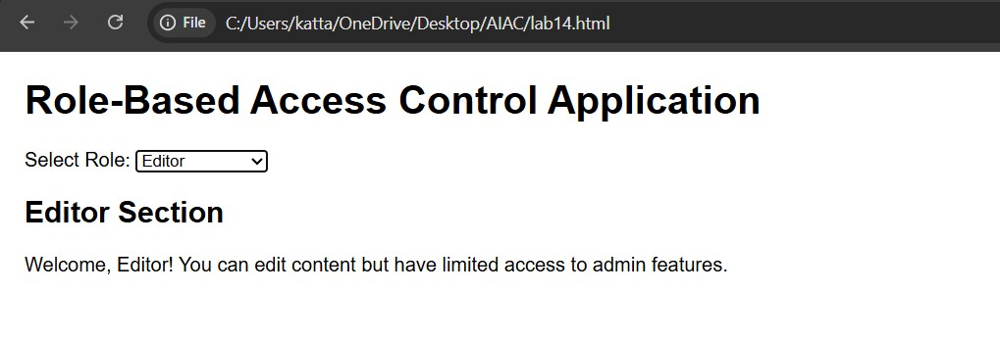 File C:/Users/katta/OneDrive/Desktop/AIAC/lab14.html
Role-Based Access Control Application
Select Role: Editor
Editor Section
Welcome, Editor! You can edit content but have limited access to admin features.